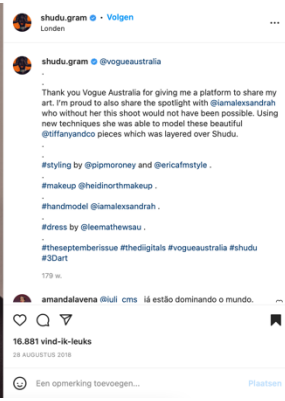 shudu.gram • Volgen
Londen
shudu.gram @vogueaustralia
.
.
Thank you Vogue Australia for giving me a platform to share my
art. I'm proud to also share the spotlight with @iamalexsandrah
who without her this shoot would not have been possible. Using
new techniques she was able to model these beautiful
@tiffanyandco pieces which was layered over Shudu.
.
.
#styling by @pipmoroney and @ericafmstyle .
.
#makeup @heidinorthmakeup .
.
#handmodel @iamalexsandrah .
.
#dress by @leemathewsau .
.
#theseptemberissue #thediigitals #vogueaustralia #shudu
#3Dart
179 w.
amandalavena @iuli_cms já estão dominando o mundo.
16.881 vind-ik-leuks
28 AUGUSTUS 2018
Een opmerking toevoegen...
Plaatsen